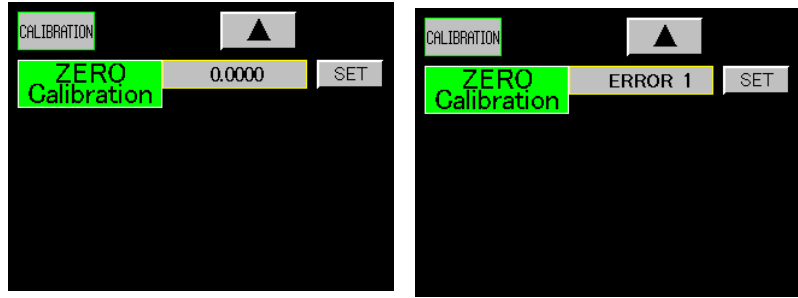 CALIBRATION
ZERO
Calibration
0.0000
SET
CALIBRATION
ZERO
Calibration
ERROR 1
SET